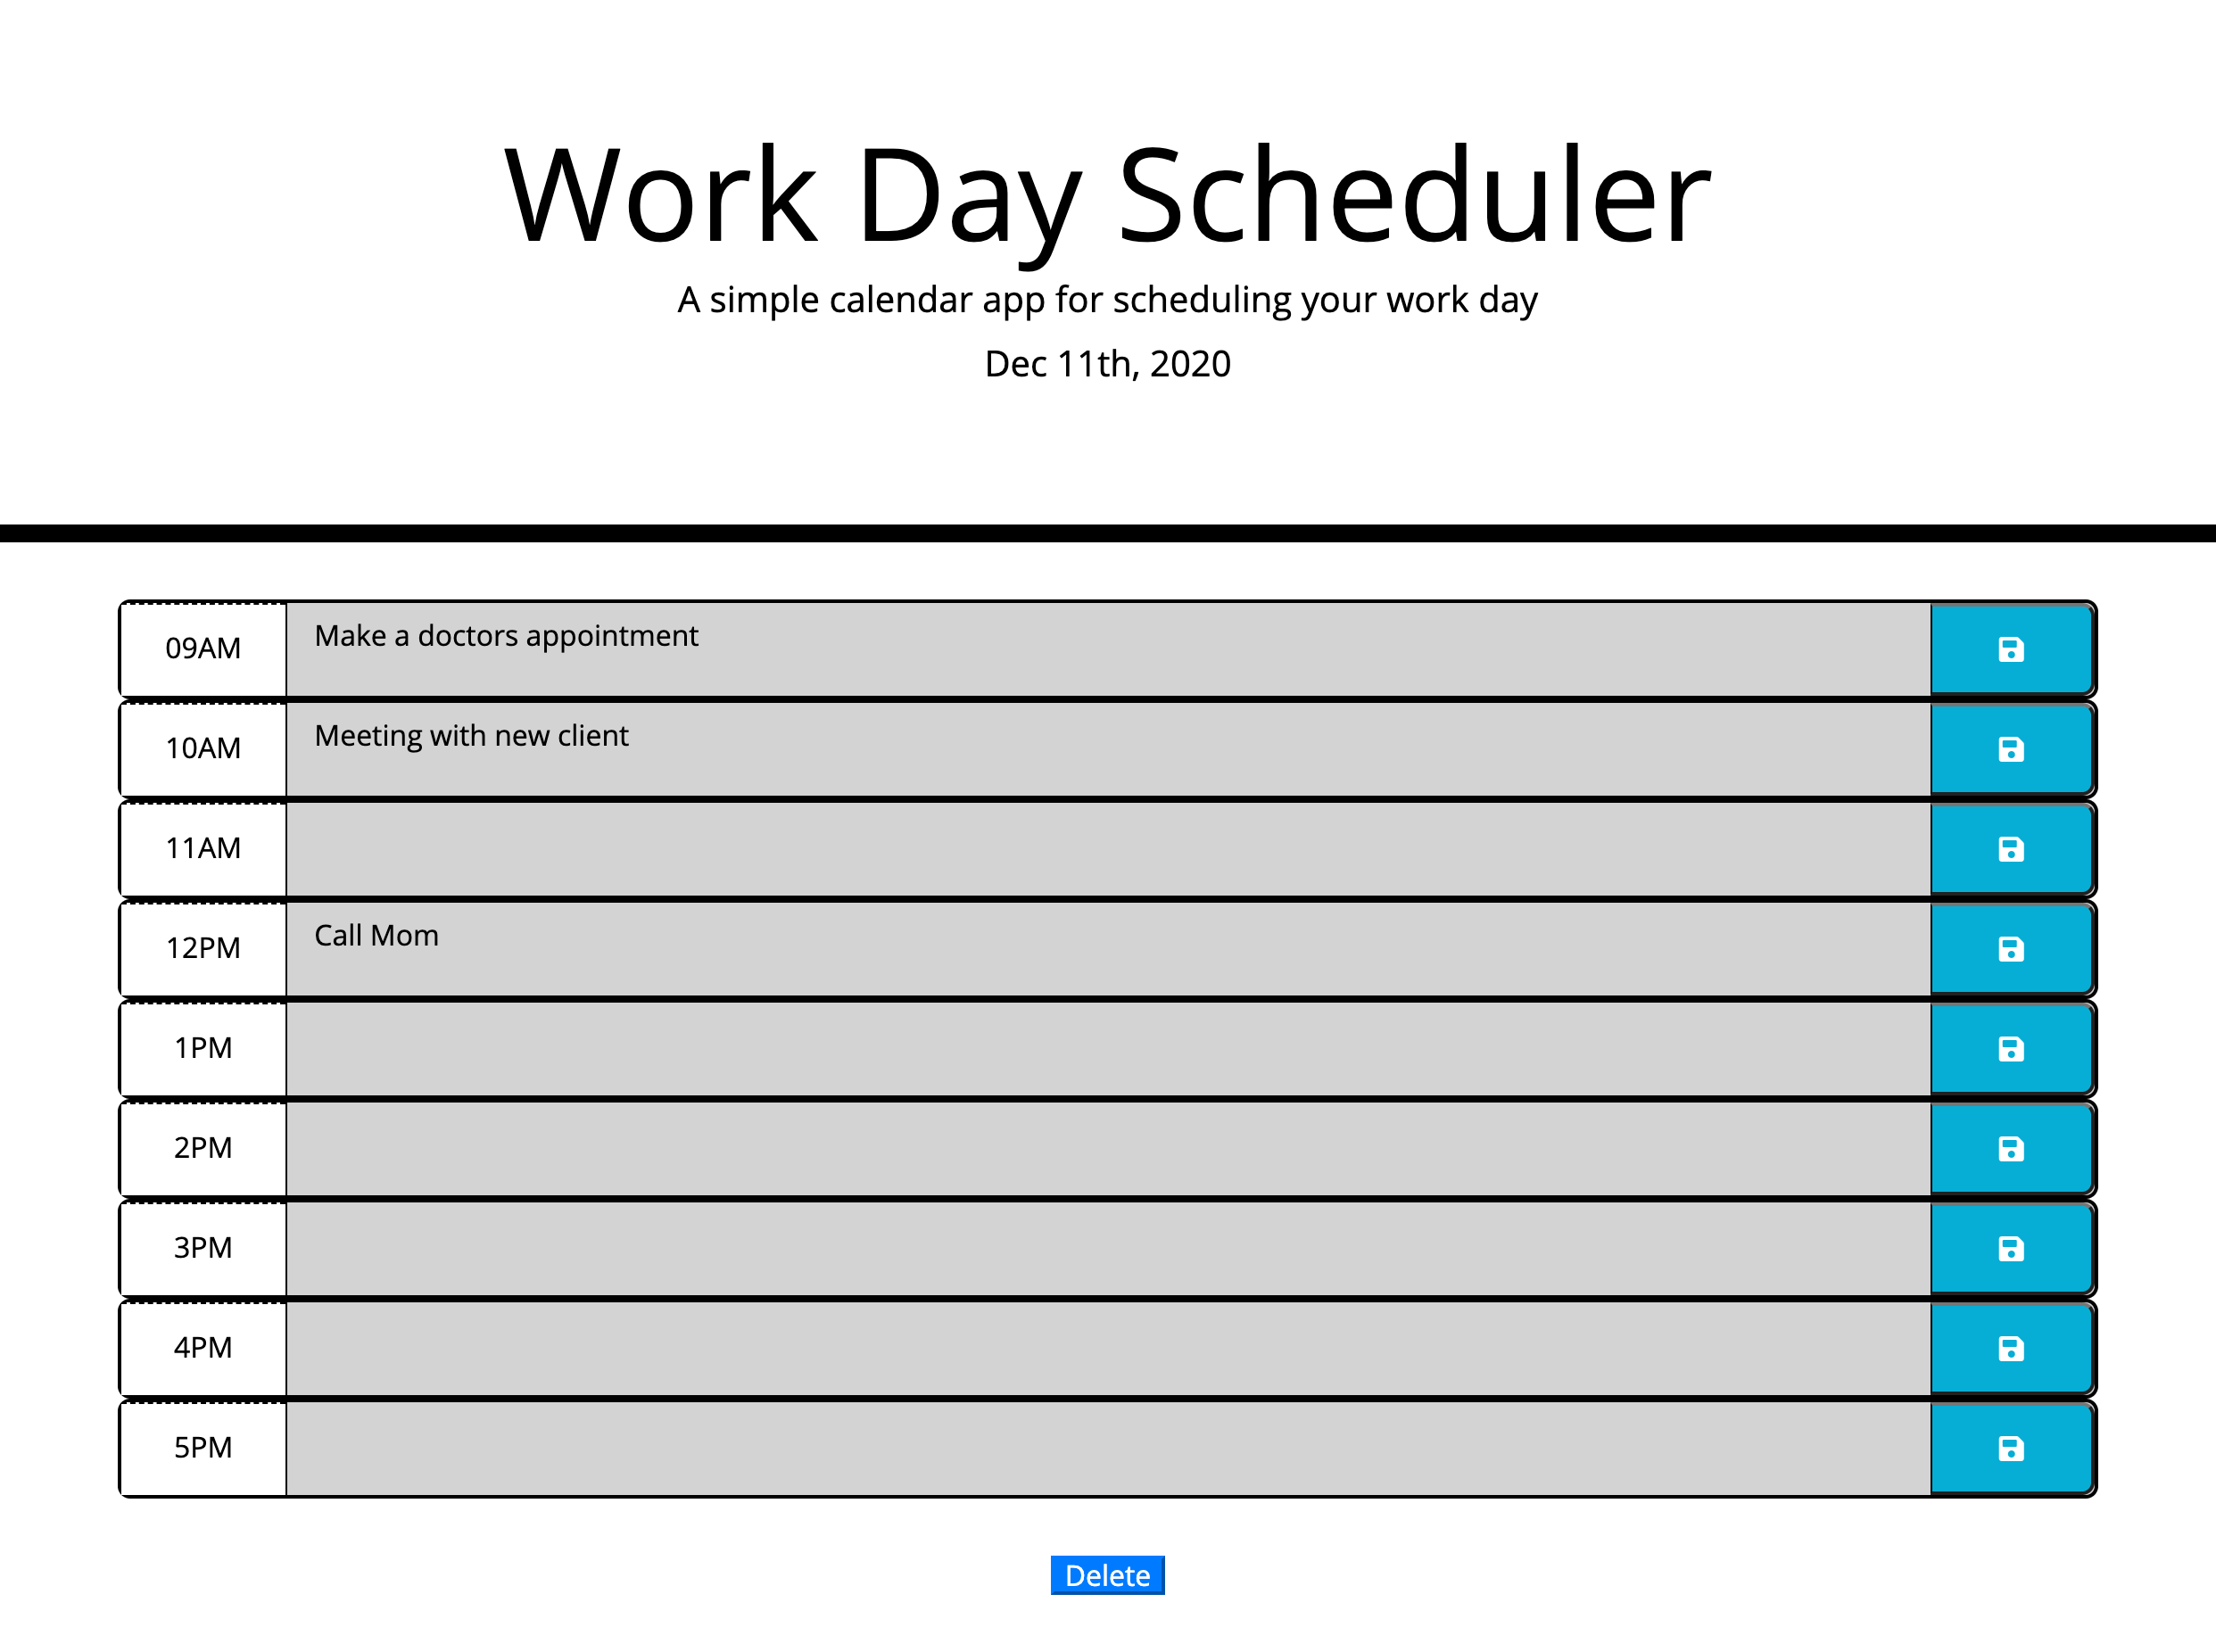 Work Day Scheduler
A simple calendar app for scheduling your work day
Dec 11th, 2020
09AM Make a doctors appointment
10AM Meeting with new client
11AM
12PM Call Mom
1PM
2PM
3PM
4PM
5PM
Delete